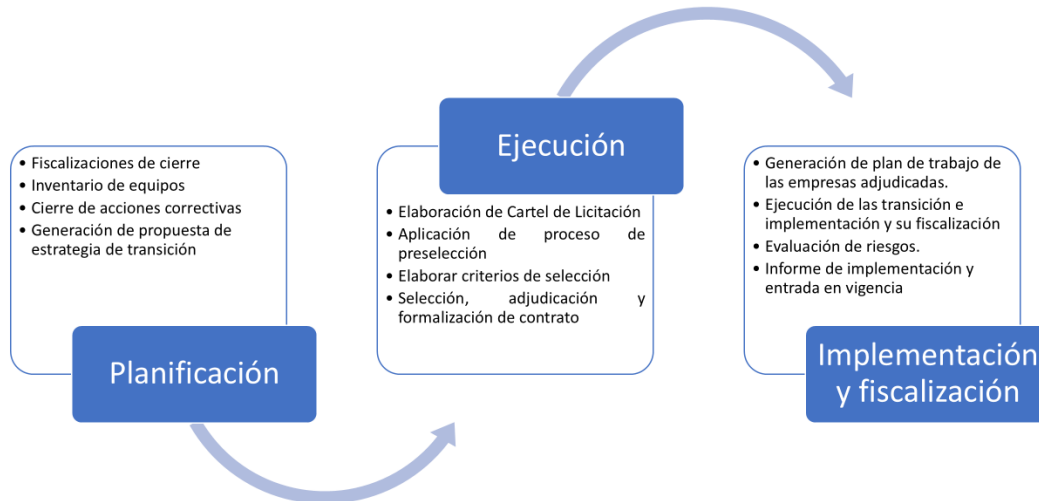 • Fiscalizaciones de cierre
• Inventario de equipos
• Cierre de acciones correctivas
• Generación de propuesta de
estrategia de transición
Planificación
Ejecución
• Elaboración de Cartel de Licitación
• Aplicación de proceso de
preselección
• Elaborar criterios de selección
• Selección, adjudicación y
formalización de contrato
• Generación de plan de trabajo de
las empresas adjudicadas.
• Ejecución de las transición e
implementación y su fiscalización
• Evaluación de riesgos.
• Informe de implementación y
entrada en vigencia
Implementación
y fiscalización